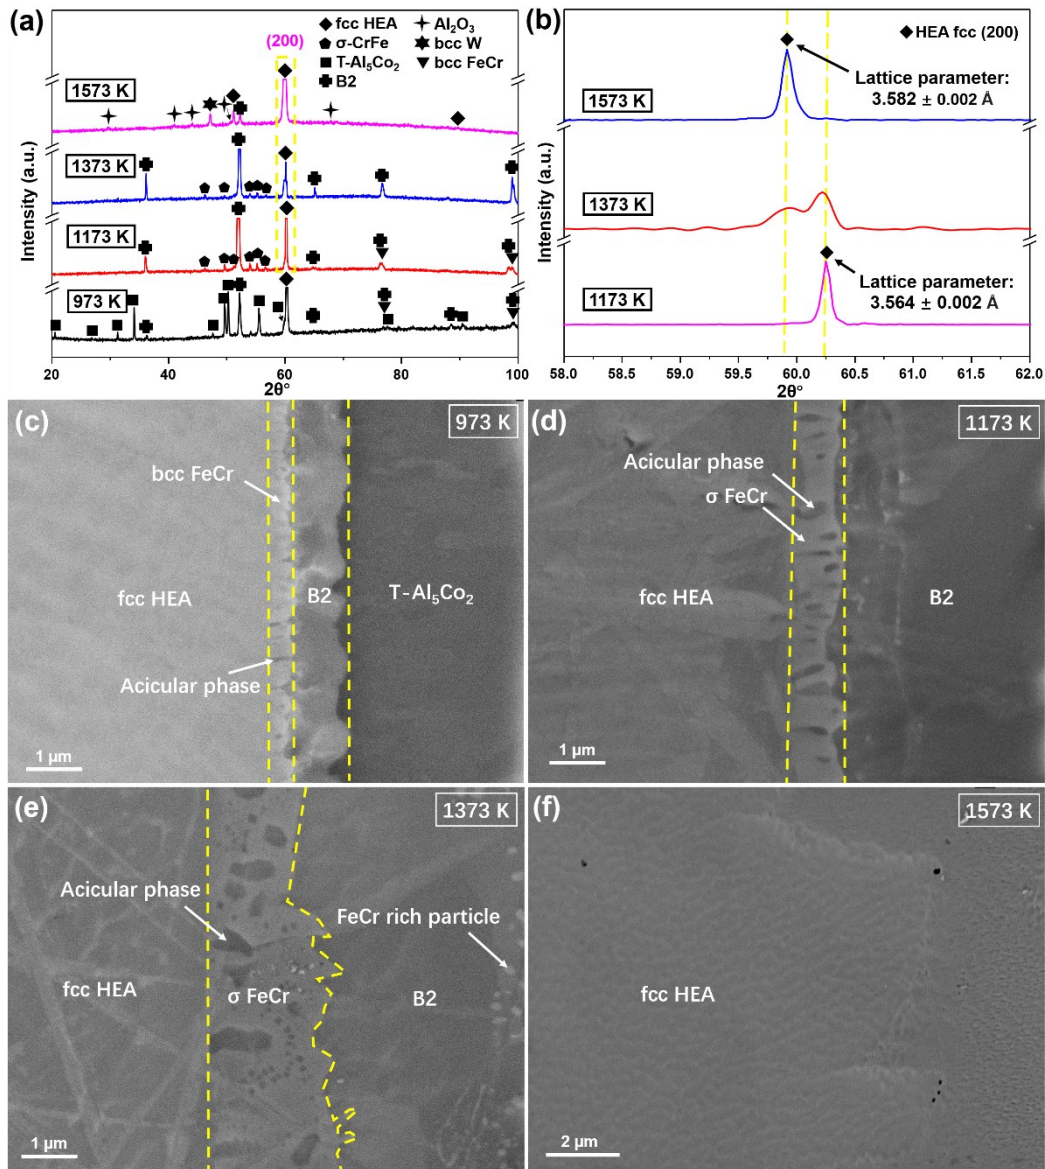 (a)
fcc HEA
Al₂O₃
(200)
σ-CrFe
bcc W
T-Al₅Co₂
bcc FeCr
B2
1573 K
1373 K
1173 K
973 K
Intensity (a.u.)
20 40 60 80 100
2θ°
(b)
HEA fcc (200)
Lattice parameter:
3.582 ± 0.002 Å
1573 K
1373 K
1173 K
Lattice parameter:
3.564 ± 0.002 Å
Intensity (a.u.)
58.0 58.5 59.0 59.5 60.0 60.5 61.0 61.5 62.0
2θ°
(c)
973 K
bcc FeCr
fcc HEA
B2
T-Al₅Co₂
Acicular phase
1 μm
(d)
1173 K
Acicular phase
σ FeCr
fcc HEA
B2
1 μm
(e)
1373 K
Acicular phase
FeCr rich particle
fcc HEA
σ FeCr
B2
1 μm
(f)
1573 K
fcc HEA
2 μm